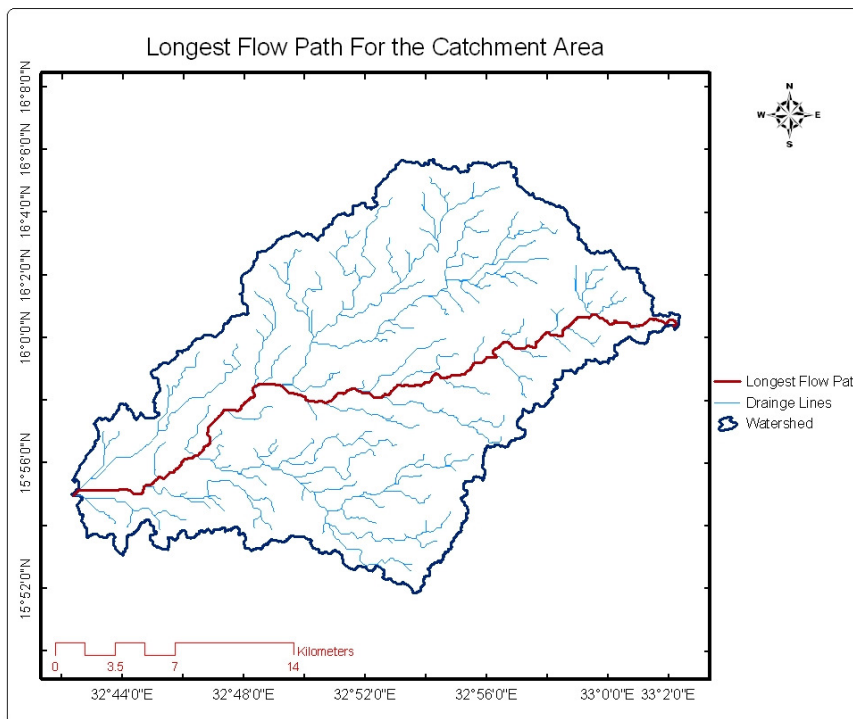 Longest Flow Path For the Catchment Area
N
W E
S
16°8'0"N
16°6'0"N
16°4'0"N
16°2'0"N
16°0'0"N
15°56'0"N
15°52'0"N
Longest Flow Pat
Drainge Lines
Watershed
Kilometers
0 3.5 7 14
32°44'0"E 32°48'0"E 32°52'0"E 32°56'0"E 33°0'0"E 33°2'0"E